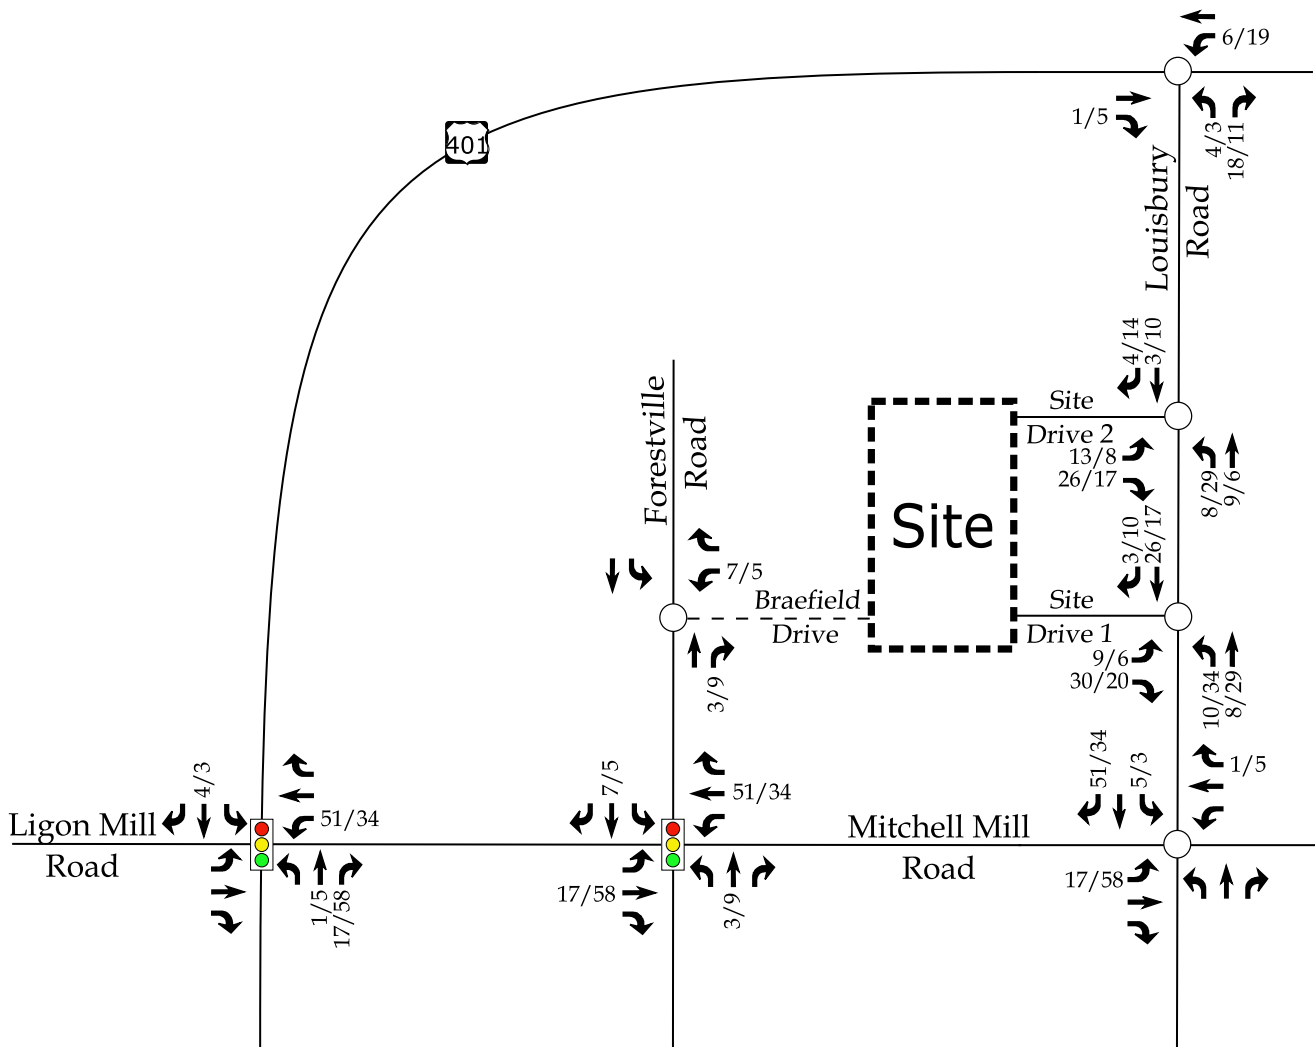 6/19
1/5
4/3
18/11
401
Louisbury
Road
4/14
3/10
Site
Drive 2
13/8
26/17
8/29
9/6
Forestville
Road
Site
3/10
26/17
7/5
Braefield
Drive
Site
Drive 1
9/6
30/20
10/34
8/29
3/9
4/3
7/5
51/34
5/3
1/5
51/34
51/34
Ligon Mill
Road
Mitchell Mill
Road
1/5
17/58
17/58
3/9
17/58